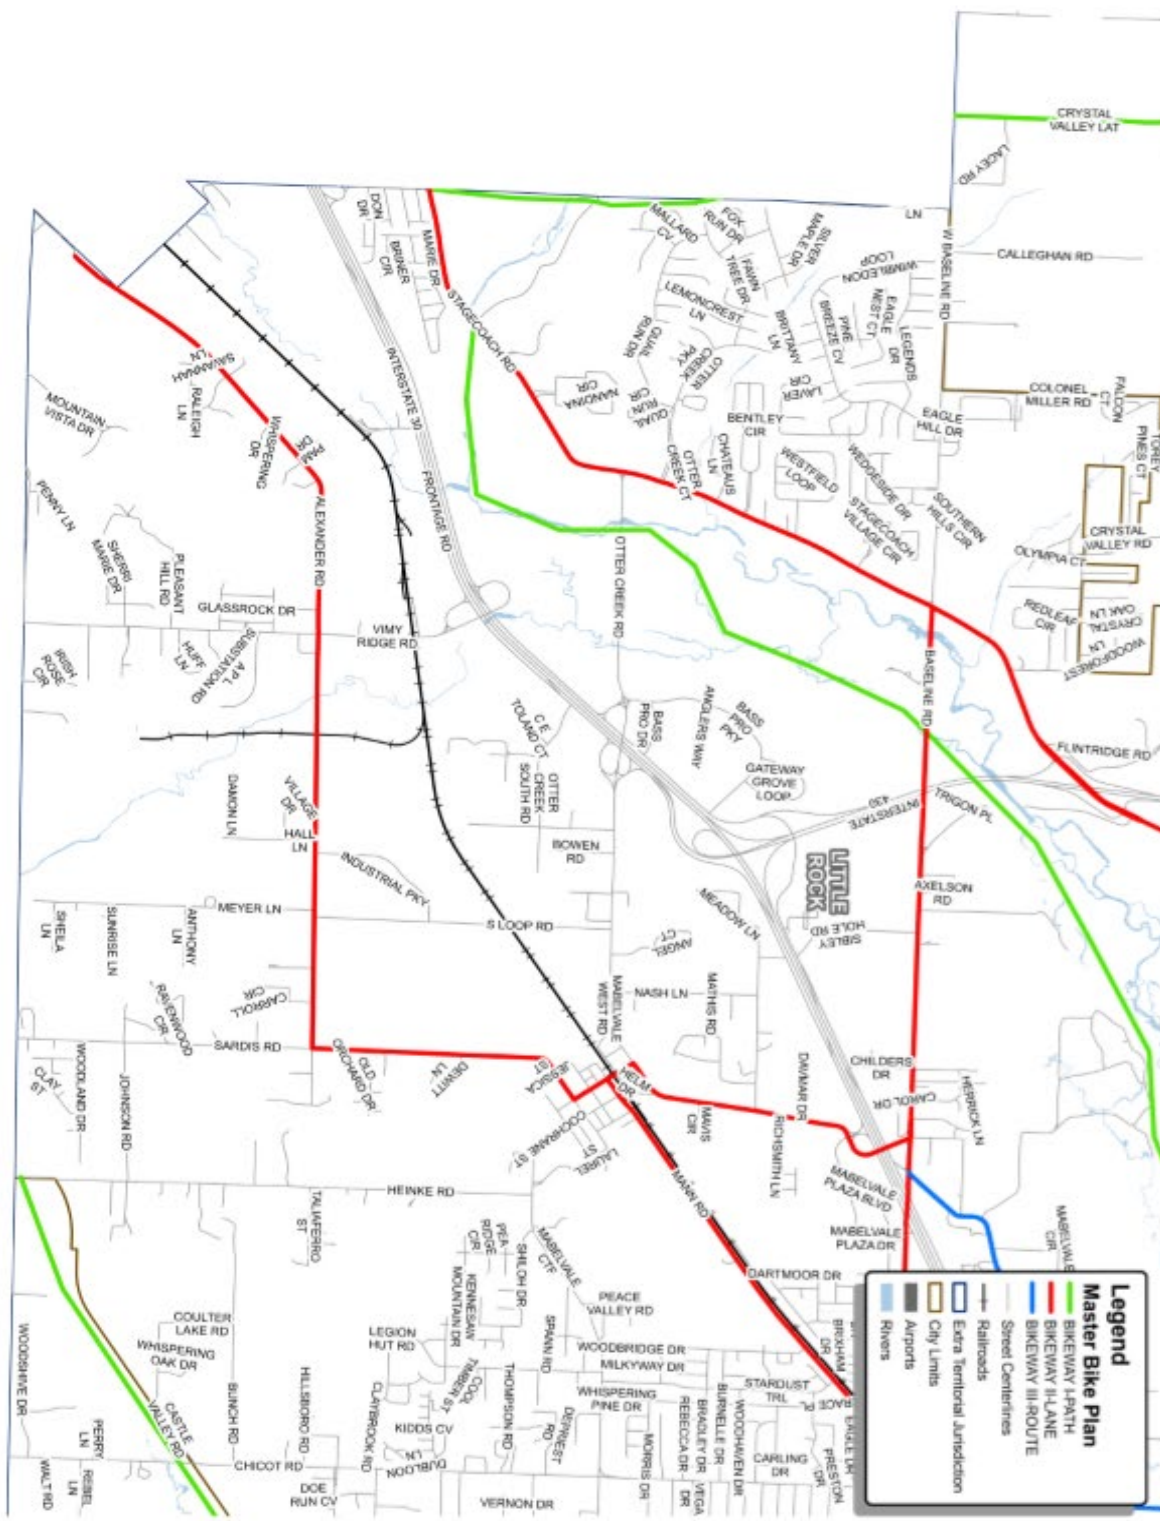 CRYSTAL
VALLEY LAT
LACEY RD
LN
W BASELINE RD
CALLEGHAN RD
DON
DR
BRINER
CIR
MARIE DR
STAGECOACH RD
MALLARD
CV
FOX
RUN DR
FAWN
TREE DR
SILVER
MAPLE DR
WIMBLEDON
LOOP
LEMONCREST
LN
BRITTANY
LN
PINE
BREEZE CV
EAGLE
NEST CT
LEGENDS
DR
QUAIL
RUN DR
OTTER
CREEK
PKY
NANDINA
CIR
QUAIL
RUN CIR
LAVER
CIR
BENTLEY
CIR
EAGLE
HILL DR
COLONEL
MILLER RD
FALCON
CT
TOREY
PINES CT
INTERSTATE 30
FRONTAGE RD
OTTER
CREEK CT
CHATEAUS
LN
WESTFIELD
LOOP
WEDGESIDE DR
STAGECOACH
VILLAGE CIR
SOUTHERN
HILLS CIR
CRYSTAL
VALLEY RD
OLYMPIA CT
REDLEAF
CIR
CRYSTAL
OAK LN
WOODFOREST
LN
SAVANNAH
LN
RALEIGH
LN
MOUNTAIN
VISTA DR
WHISPERING
DR
PAM
DR
PENNY LN
ALEXANDER RD
SHERRI
MARIE DR
PLEASANT
HILL RD
GLASSROCK DR
VIMY
RIDGE RD
HUFF
LN
A P L
SUBSTATION RD
IRISH
ROSE
CIR
OTTER CREEK RD
BASELINE RD
C E
TOLAND CT
BASS
PRO DR
ANGLERS WAY
BASS
PRO
PKY
GATEWAY
GROVE
LOOP
FLINTRIDGE RD
INTERSTATE
430
TRIGON PL
OTTER
CREEK
SOUTH RD
BOWEN
RD
DAMON LN
VILLAGE
DR
HALL
LN
INDUSTRIAL PKY
LITTLE
ROCK
AXELSON
RD
MEYER LN
S LOOP RD
MEADOW LN
ANGEL
CT
SIBLEY
HOLE RD
SHEILA
LN
SUNRISE LN
ANTHONY
LN
RAVENWOOD
CIR
CARROLL
CIR
SARDIS RD
MABELVALE
WEST RD
NASH LN
MATHIS RD
CLAY
ST
WOODLAND DR
JOHNSON RD
OLD
ORCHARD DR
DEWITT
LN
JESSICA
ST
HELM
DR
MAVIS
CIR
DAVMAR DR
CHILDERS
DR
CAROL DR
HERRICK LN
COCHRANE ST
LAUREL
ST
RICHSMITH LN
MANN RD
MABELVALE
PLAZA BLVD
MABELVALE
PLAZA DR
MABELVALE
CIR
HEINKE RD
TALIAFERRO
ST
PEA
RIDGE
CIR
SHILOH DR
MABELVALE
CTF
DARTMOOR DR
KENNESAW
MOUNTAIN DR
PEACE
VALLEY RD
COULTER
LAKE RD
WHISPERING
OAK DR
LEGION
HUT RD
SPANN RD
WOODBRIDGE DR
MILKYWAY DR
BRIXHAM
DR
WOODSHIVE DR
TIMBER ST
THOMPSON RD
WHISPERING
PINE DR
STARDUST
TRL
CASTLE
VALLEY RD
BUNCH RD
HILLSBORO RD
CLAYBROOK RD
KIDDS CV
DUBLOON
LN
DEPRIEST
RD
MORRIS DR
REBECCA DR
BRADLEY DR
BURNELLE DR
WOODHAVEN DR
CARLING
DR
PRESTON
DR
EAGLE DR
PERRY
LN
WALT RD
REBEL
LN
CHICOT RD
DOE
RUN CV
VERNON DR
VEGA
DR
Legend
Master Bike Plan
BIKEWAY I-PATH
BIKEWAY II-LANE
BIKEWAY III-ROUTE
Street Centerlines
Railroads
Extra Territorial Jurisdiction
City Limits
Airports
Rivers